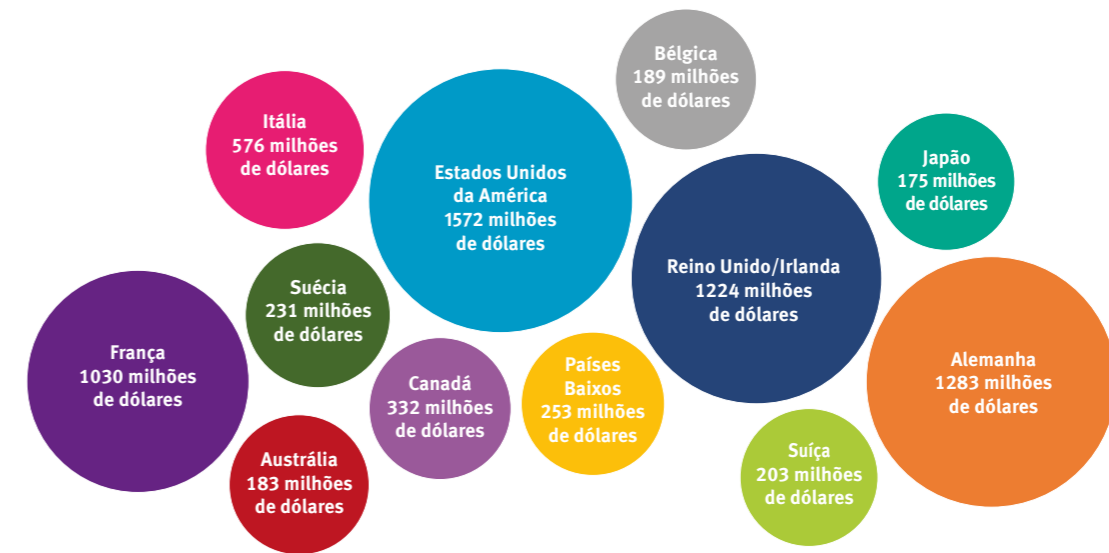 Bélgica
189 milhões
de dólares
Itália
576 milhões
de dólares
Estados Unidos
da América
1572 milhões
de dólares
Japão
175 milhões
de dólares
Reino Unido/Irlanda
1224 milhões
de dólares
Suécia
231 milhões
de dólares
França
1030 milhões
de dólares
Canadá
332 milhões
de dólares
Países
Baixos
253 milhões
de dólares
Alemanha
1283 milhões
de dólares
Austrália
183 milhões
de dólares
Suíça
203 milhões
de dólares